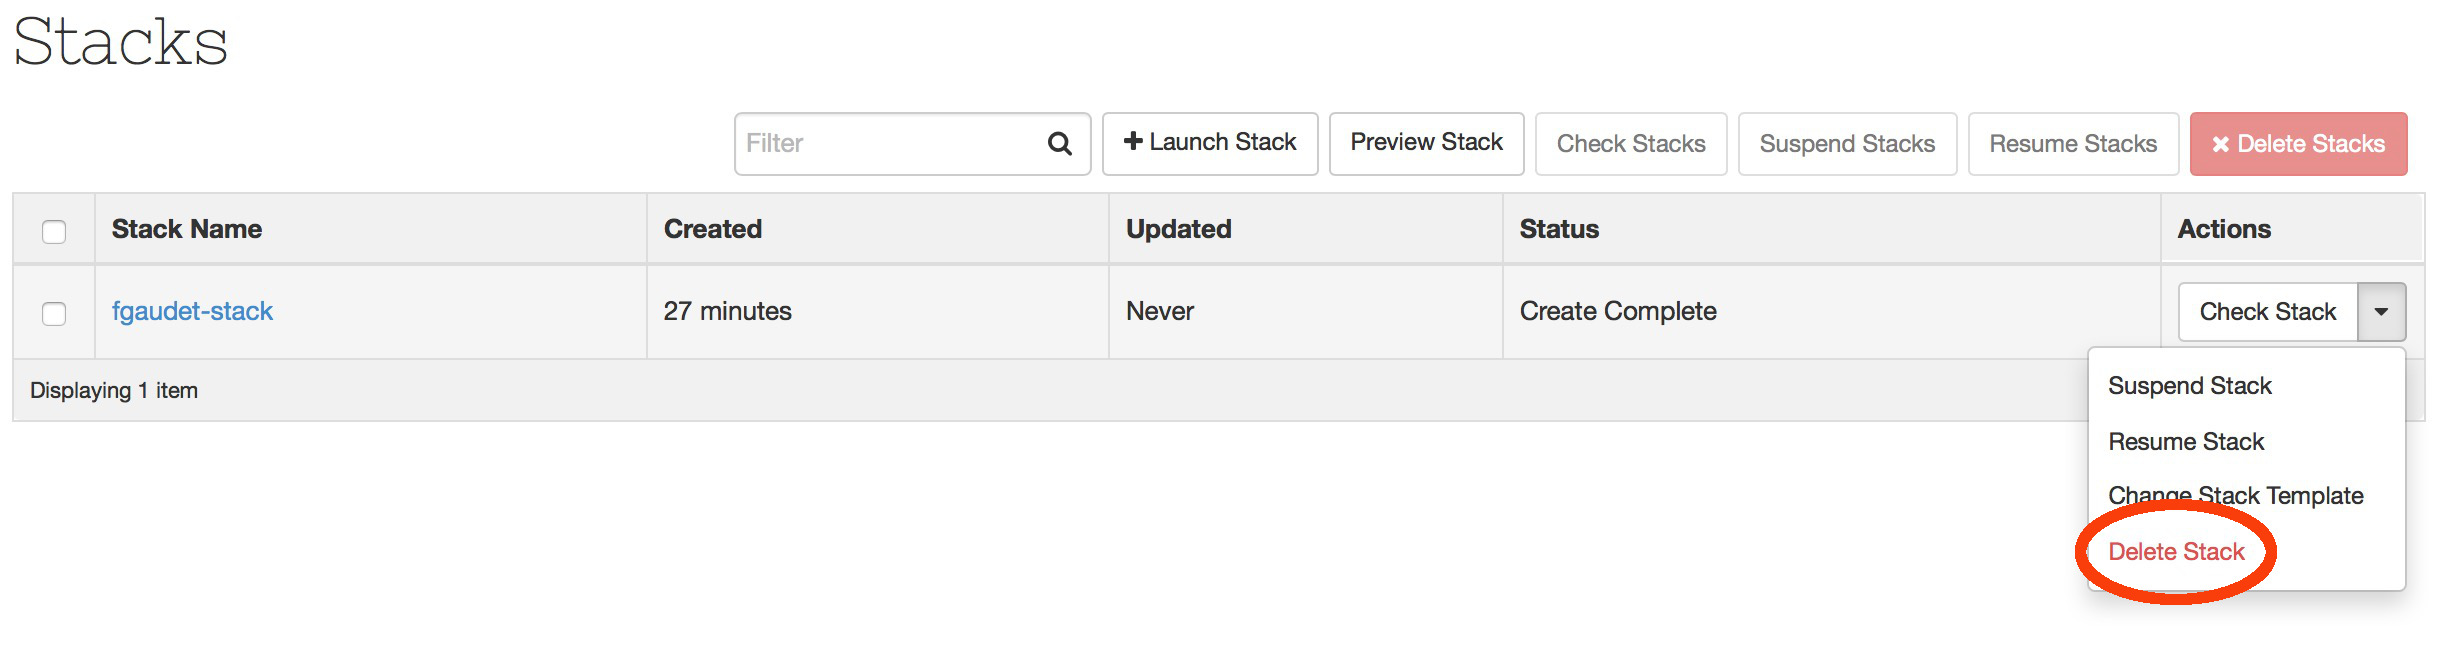 Stacks
Filter Launch Stack Preview Stack Check Stacks Suspend Stacks Resume Stacks Delete Stacks
Stack Name Created Updated Status Actions
fgaudet-stack 27 minutes Never Create Complete Check Stack
Displaying 1 item
Suspend Stack
Resume Stack
Change Stack Template
Delete Stack